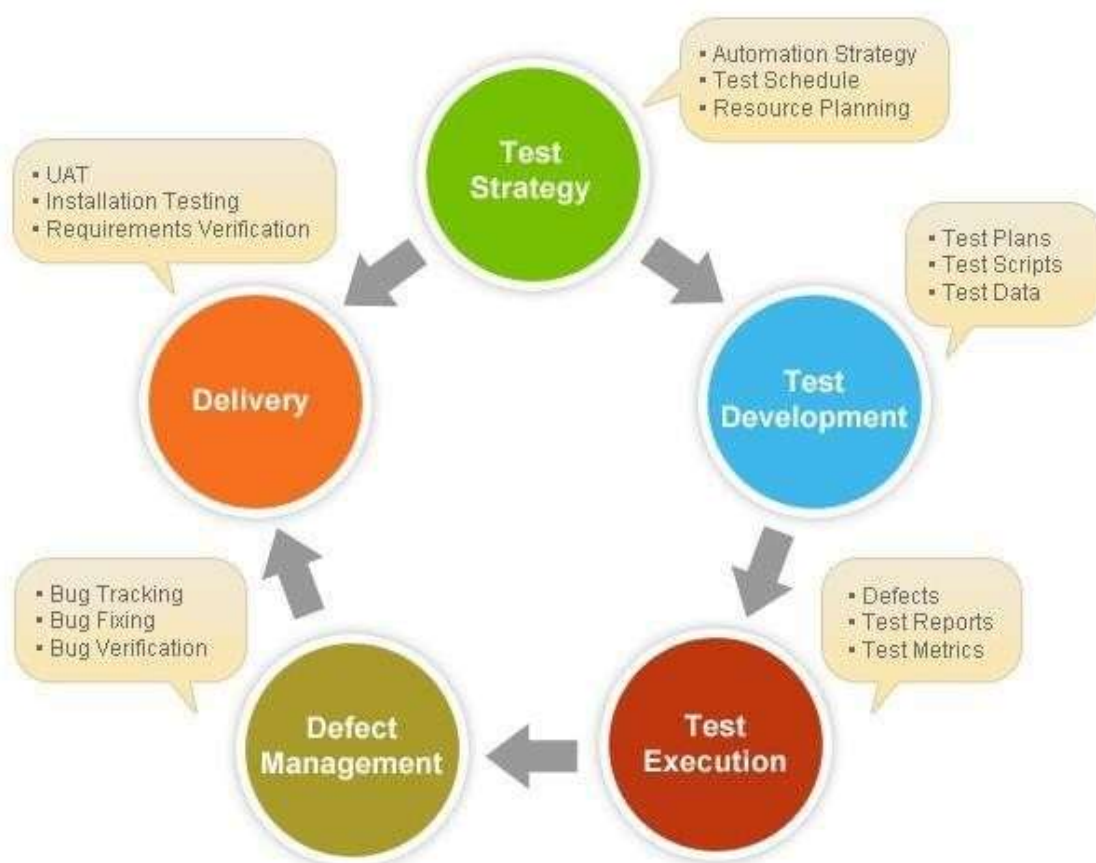 Test
Strategy
▪ Automation Strategy
▪ Test Schedule
▪ Resource Planning
Test
Development
▪ Test Plans
▪ Test Scripts
▪ Test Data
Test
Execution
▪ Defects
▪ Test Reports
▪ Test Metrics
Defect
Management
▪ Bug Tracking
▪ Bug Fixing
▪ Bug Verification
Delivery
▪ UAT
▪ Installation Testing
▪ Requirements Verification